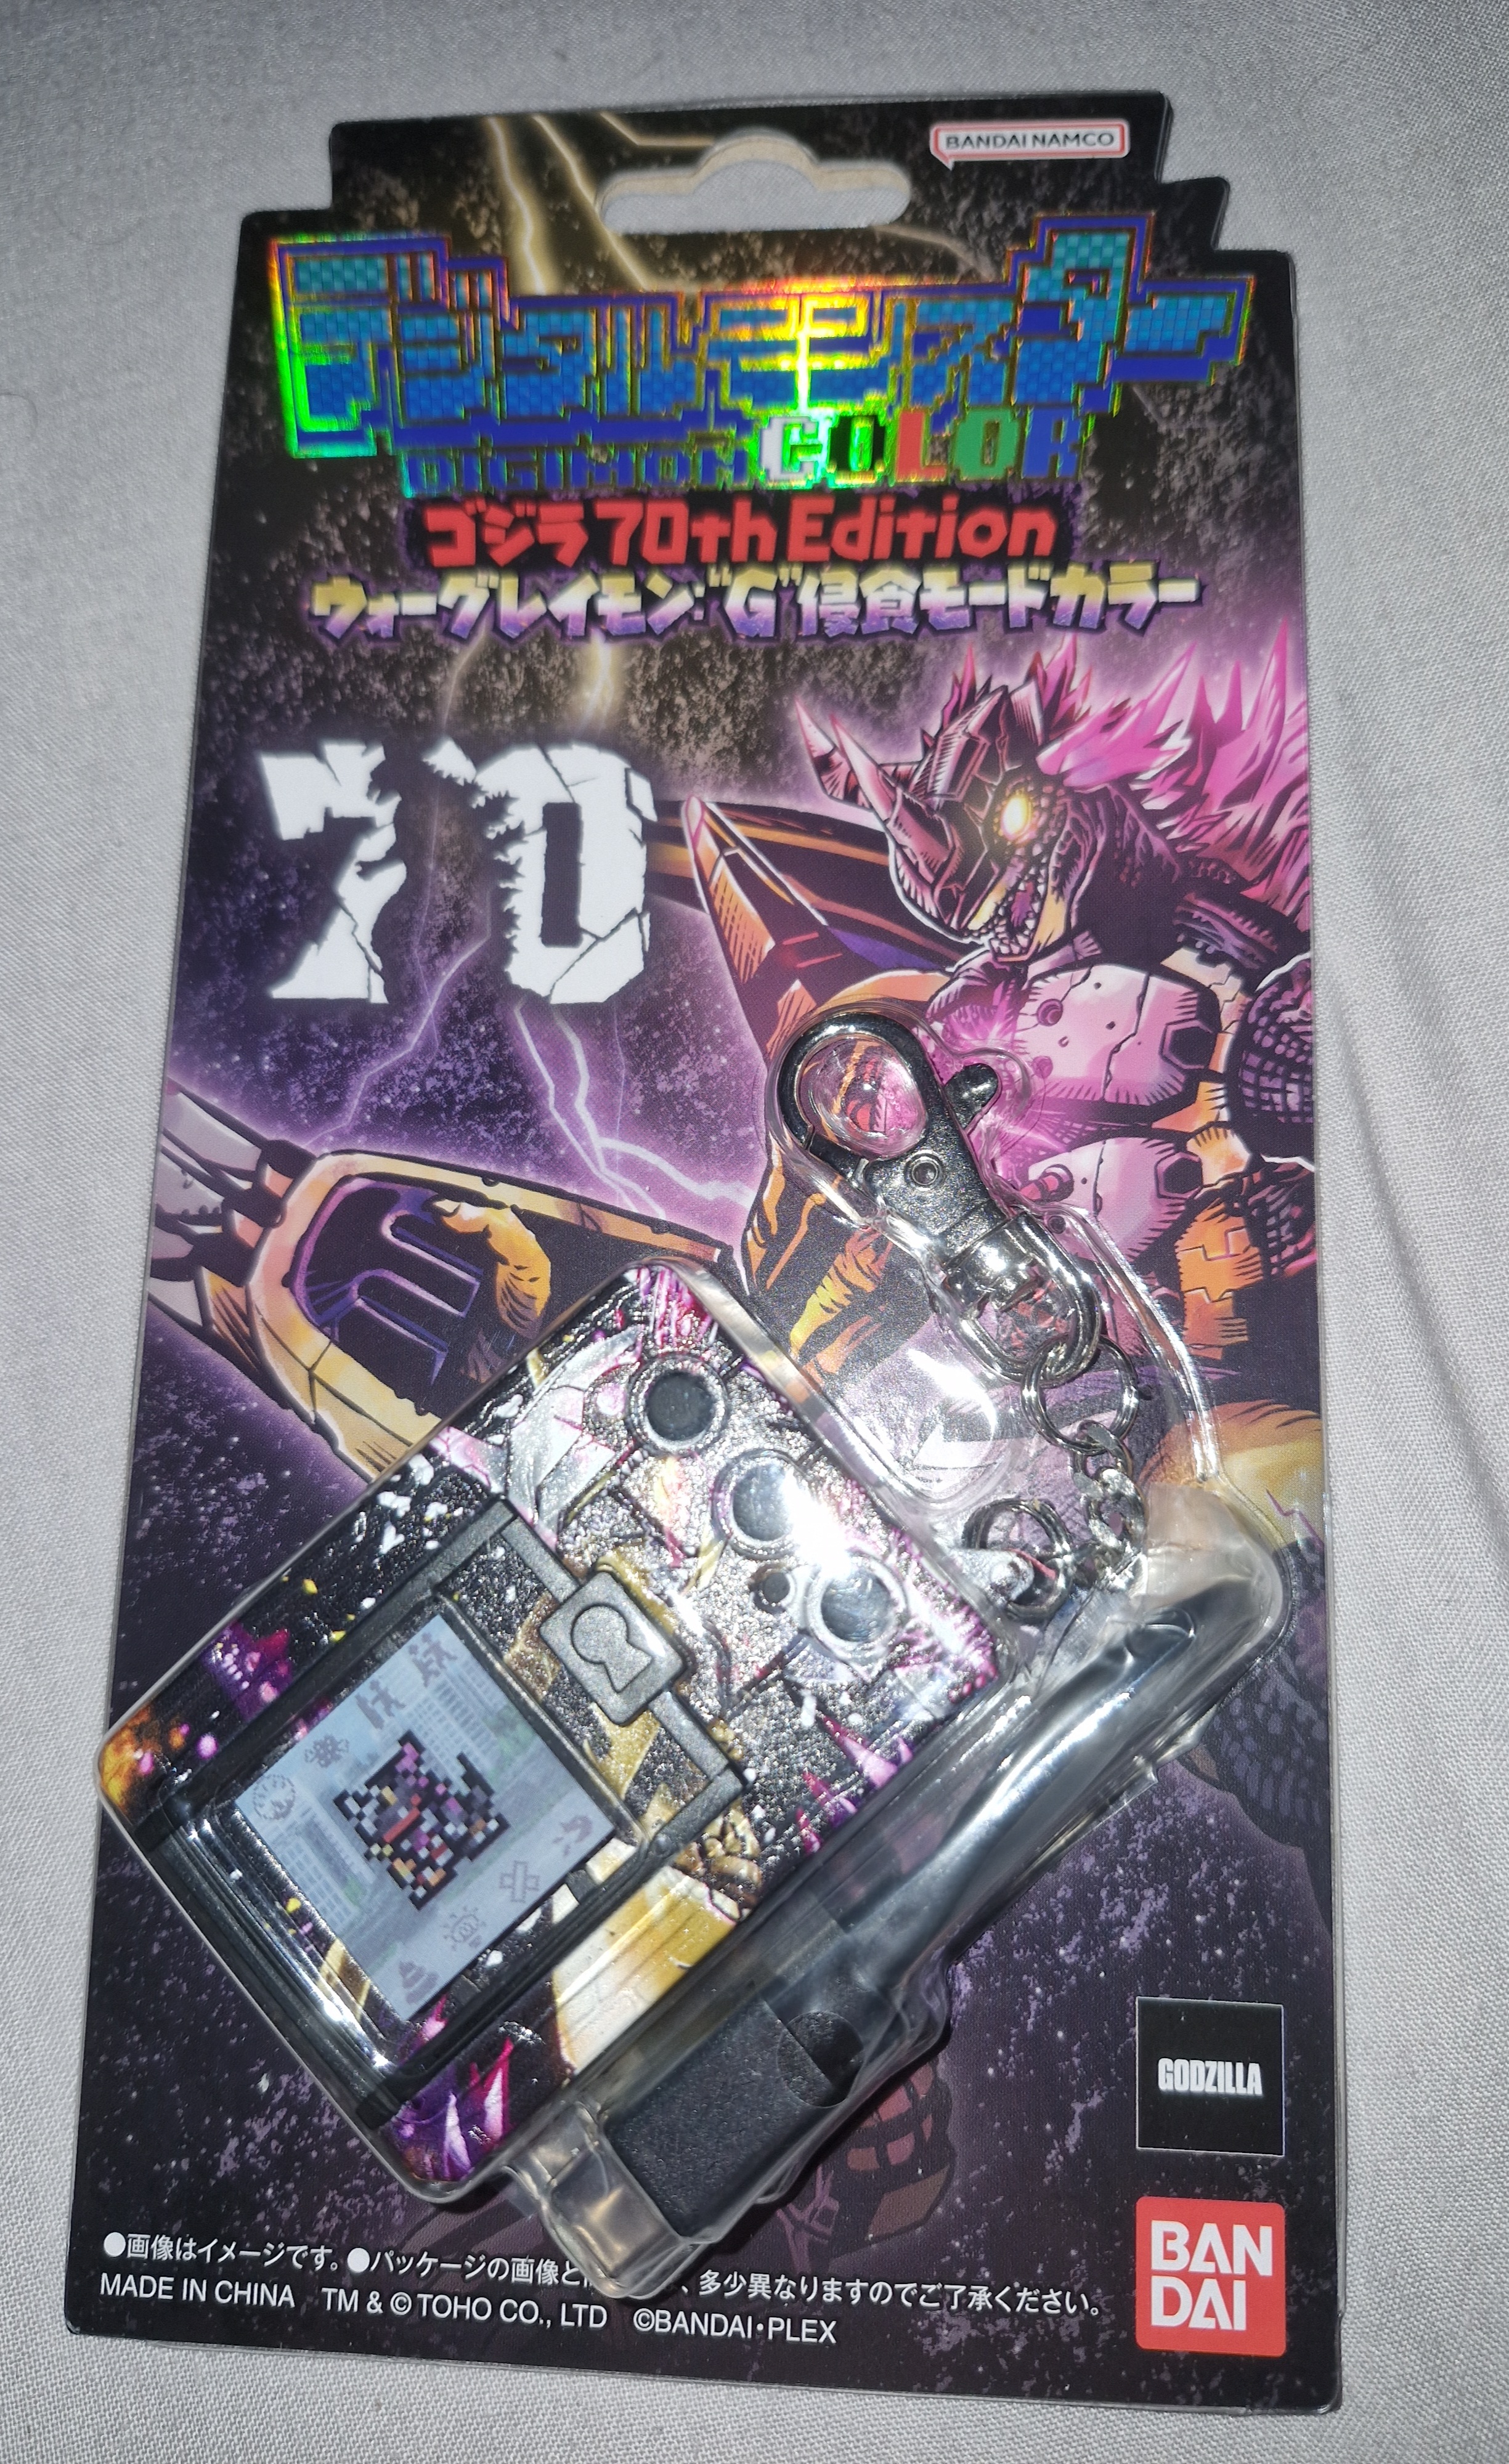 BANDAI NAMCO
デジタルモンスター
DIGIMON COLOR
ゴジラ 70th Edition
ウォーグレイモン:"G"侵食モードカラー
70
GODZILLA
BAN
DAI
●画像はイメージです。●パッケージの画像と 、多少異なりますのでご了承ください。
MADE IN CHINA TM & © TOHO CO., LTD ©BANDAI・PLEX